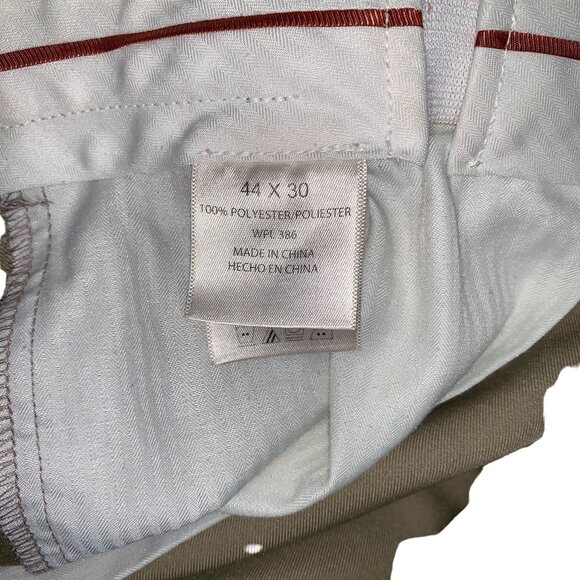 44 X 30
100% POLYESTER/POLIESTER
WPL 386
MADE IN CHINA
HECHO EN CHINA